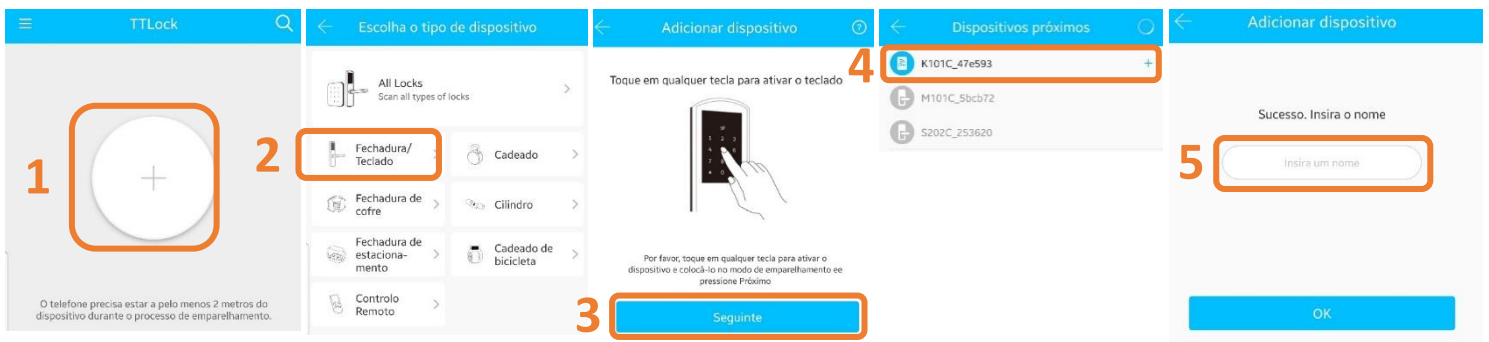 TTLock
1
O telefone precisa estar a pelo menos 2 metros do
dispositivo durante o processo de emparelhamento.
Escolha o tipo de dispositivo
All Locks
Scan all types of locks
2
Fechadura/
Teclado
Cadeado
Fechadura de
cofre
Cilindro
Fechadura de
estaciona-
mento
Cadeado de
bicicleta
Controlo
Remoto
Adicionar dispositivo
?
Toque em qualquer tecla para ativar o teclado
Por favor, toque em qualquer tecla para ativar o
dispositivo e colocá-lo no modo de emparelhamento ee
pressione Próximo
3
Seguinte
Dispositivos próximos
4
K101C_47e593
M101C_5bcb72
S202C_253620
Adicionar dispositivo
Sucesso. Insira o nome
5
Insira um nome
OK